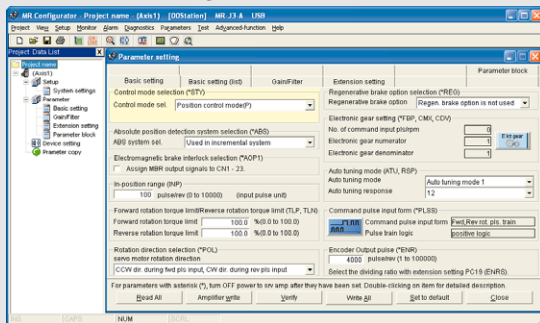 MR Configurator - Project name - (Axis1) [00Station] MR-J3-A USB
Project View Setup Monitor Alarm Diagnostics Parameters Test Advanced-function Help
Project Data List X
Parameter setting
Project name
(Axis1)
Setup
System settings
Parameter
Basic setting
Gain/Filter
Extension setting
Parameter block
Device setting
Prameter copy
Parameter block
Basic setting Basic setting (list) Gain/Filter Extension setting
Control mode selection (*STY)
Control mode sel. Position control mode(P)
Absolute position detection system selection (*ABS)
ABS system sel. Used in incremental system
Electromagnetic brake interlock selection (*AOP1)
Assign MBR output signals to CN1 - 23.
In-position range (INP)
100 pulse/rev (0 to 10000) (input pulse unit)
Forward rotation torque limit/Reverse rotation torque limit (TLP, TLN)
Forward rotation torque limit 100.0 %(0.0 to 100.0)
Reverse rotation torque limit 100.0 %(0.0 to 100.0)
Rotation direction selection (*POL)
servo motor rotation direction
CCW dir. during fwd pls input, CW dir. during rev pls input
Regenerative brake option selection (*REG)
Regenerative brake option Regen. brake option is not used
Electronic gear setting (*FBP, CMX, CDV)
No. of command input pls/rpm 0
Electronic gear numerator 1
Electronic gear denominator 1
Elct gear
Auto tuning mode (ATU, RSP)
Auto tuning mode Auto tuning mode 1
Auto tuning response 12
Command pulse input form (*PLSS)
Command pulse input form Fwd,Rev rot. pls. train
Pulse train logic positive logic
Encoder Output pulse (*ENR)
4000 pulse/rev (1 to 100000)
Select the dividing ratio with extension setting PC19 (ENRS).
For parameters with asterisk (*), turn OFF power to srv amp after they have been set. Double-clicking on item for detailed description.
Read All Amplifier write Verify Write All Set to default Close
INS CAPS NUM SCRL